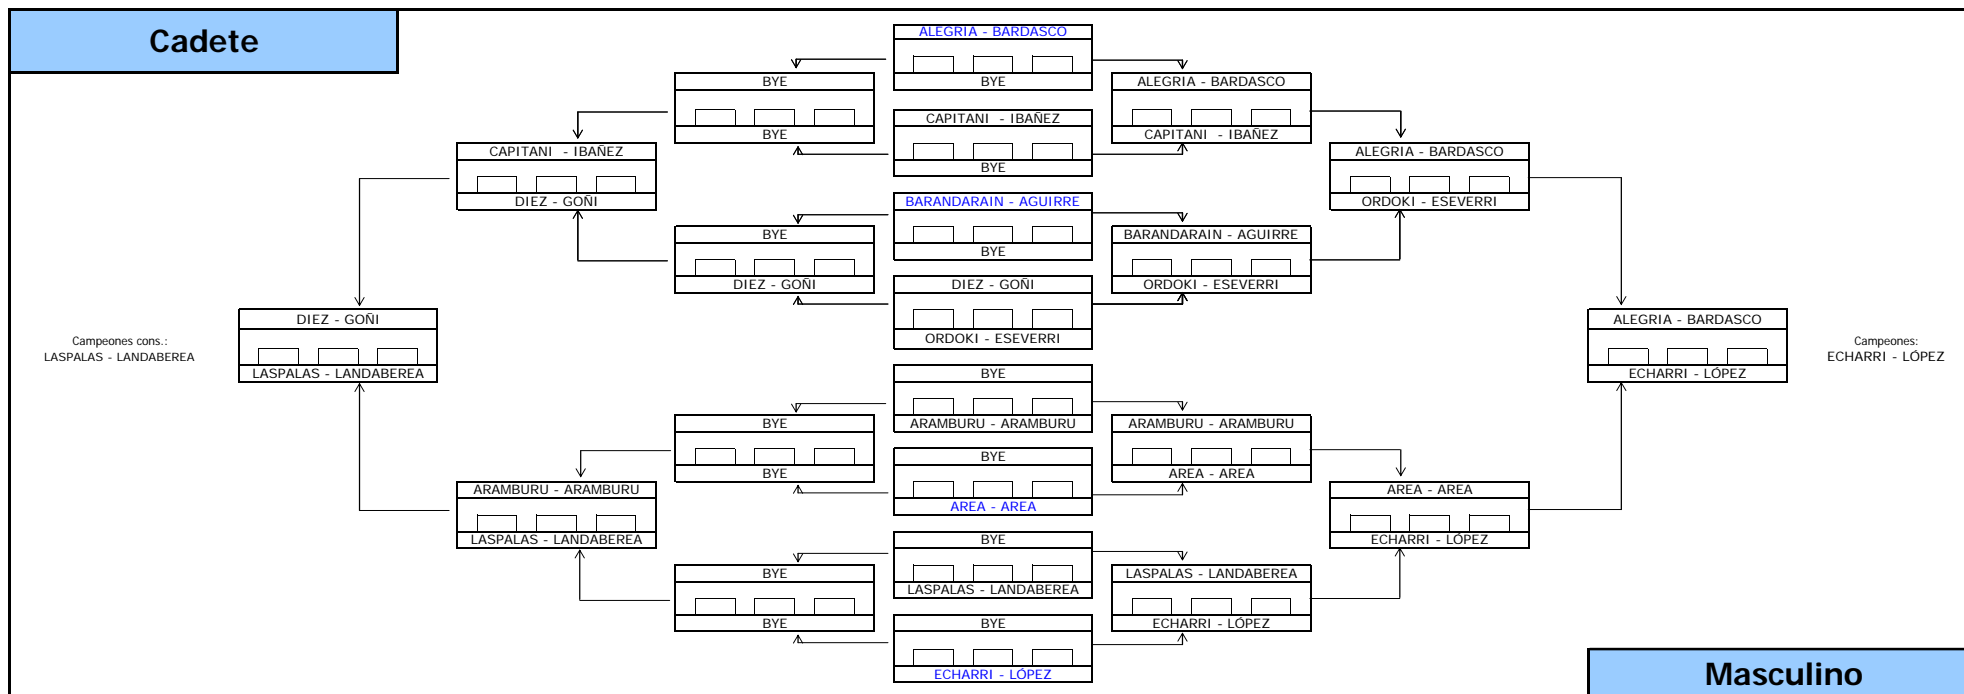 Cadete
ALEGRIA - BARDASCO
BYE
CAPITANI - IBAÑEZ
BYE
BARANDARAIN - AGUIRRE
BYE
DIEZ - GOÑI
ORDOKI - ESEVERRI
BYE
ARAMBURU - ARAMBURU
BYE
AREA - AREA
BYE
LASPALAS - LANDABEREA
BYE
ECHARRI - LÓPEZ
BYE
BYE
BYE
DIEZ - GOÑI
BYE
BYE
BYE
BYE
CAPITANI - IBAÑEZ
DIEZ - GOÑI
ARAMBURU - ARAMBURU
LASPALAS - LANDABEREA
DIEZ - GOÑI
LASPALAS - LANDABEREA
Campeones cons.:
LASPALAS - LANDABEREA
ALEGRIA - BARDASCO
CAPITANI - IBAÑEZ
BARANDARAIN - AGUIRRE
ORDOKI - ESEVERRI
ARAMBURU - ARAMBURU
AREA - AREA
LASPALAS - LANDABEREA
ECHARRI - LÓPEZ
ALEGRIA - BARDASCO
ORDOKI - ESEVERRI
AREA - AREA
ECHARRI - LÓPEZ
ALEGRIA - BARDASCO
ECHARRI - LÓPEZ
Campeones:
ECHARRI - LÓPEZ
Masculino